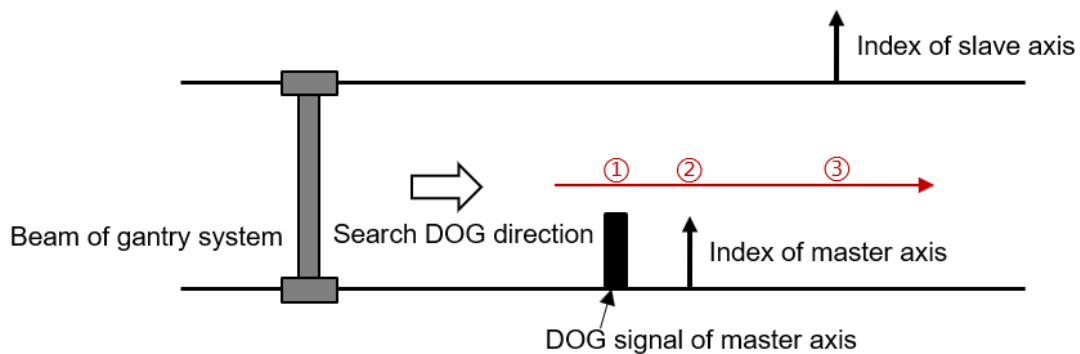 Index of slave axis
① ② ③
Beam of gantry system
Search DOG direction
Index of master axis
DOG signal of master axis